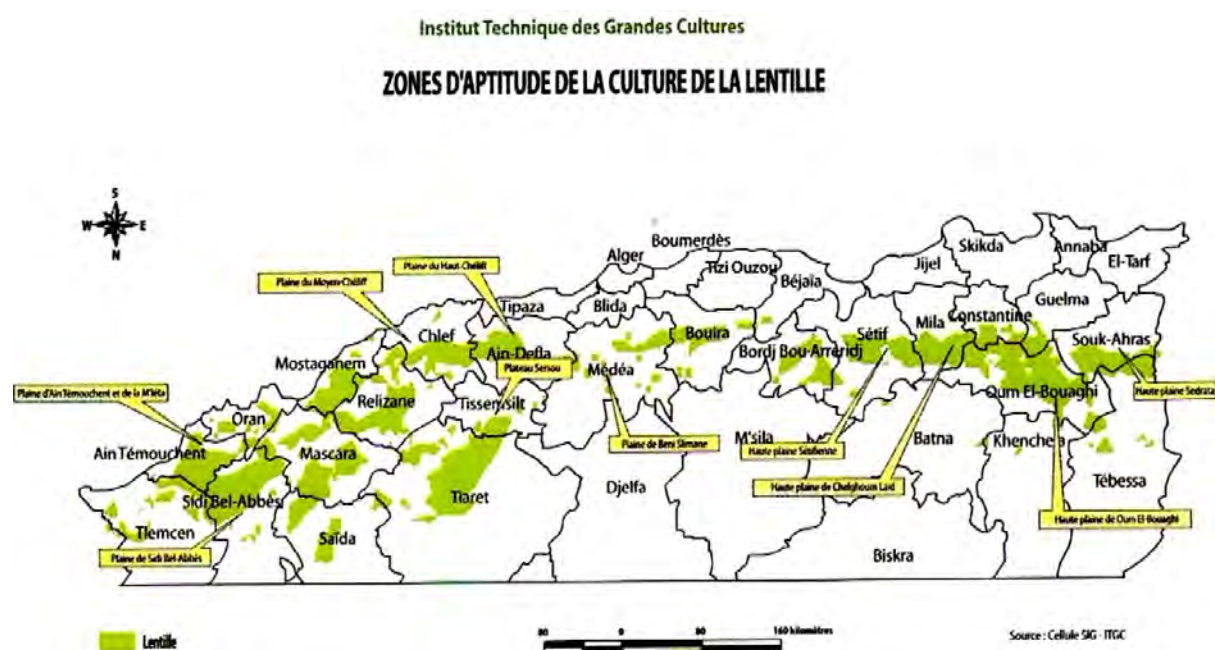 Institut Technique des Grandes Cultures
ZONES D'APTITUDE DE LA CULTURE DE LA LENTILLE
S
W E
N
Skikda
Annaba
El-Tarf
Boumerdès
Alger
Tizi Ouzou
Béjaïa
Jijel
Plaine du Haut-Chéliff
Plaine du Moyen-Chéliff
Tipaza
Blida
Guelma
Constantine
Mila
Sétif
Chlef
Bouira
Souk-Ahras
Ain-Defla
Bordj Bou-Arreridj
Mostaganem
Plateau Sersou
Médéa
Plaine d'Ain Témouchent et de la M'léta
Relizane
Tissemsilt
Oum El-Bouaghi
Haute plaine Sedrata
Oran
M'sila
Plaine de Beni Slimane
Haute plaine Sétifienne
Batna
Khenchela
Ain Témouchent
Mascara
Tébessa
Haute plaine de Chelghoum Laid
Djelfa
Sidi Bel-Abbès
Tiaret
Haute plaine de Oum El-Bouaghi
Tlemcen
Saïda
Plaine de Sidi Bel-Abbès
Biskra
Lentille
80 0 80 160 kilomètres
Source : Cellule SIG - ITGC